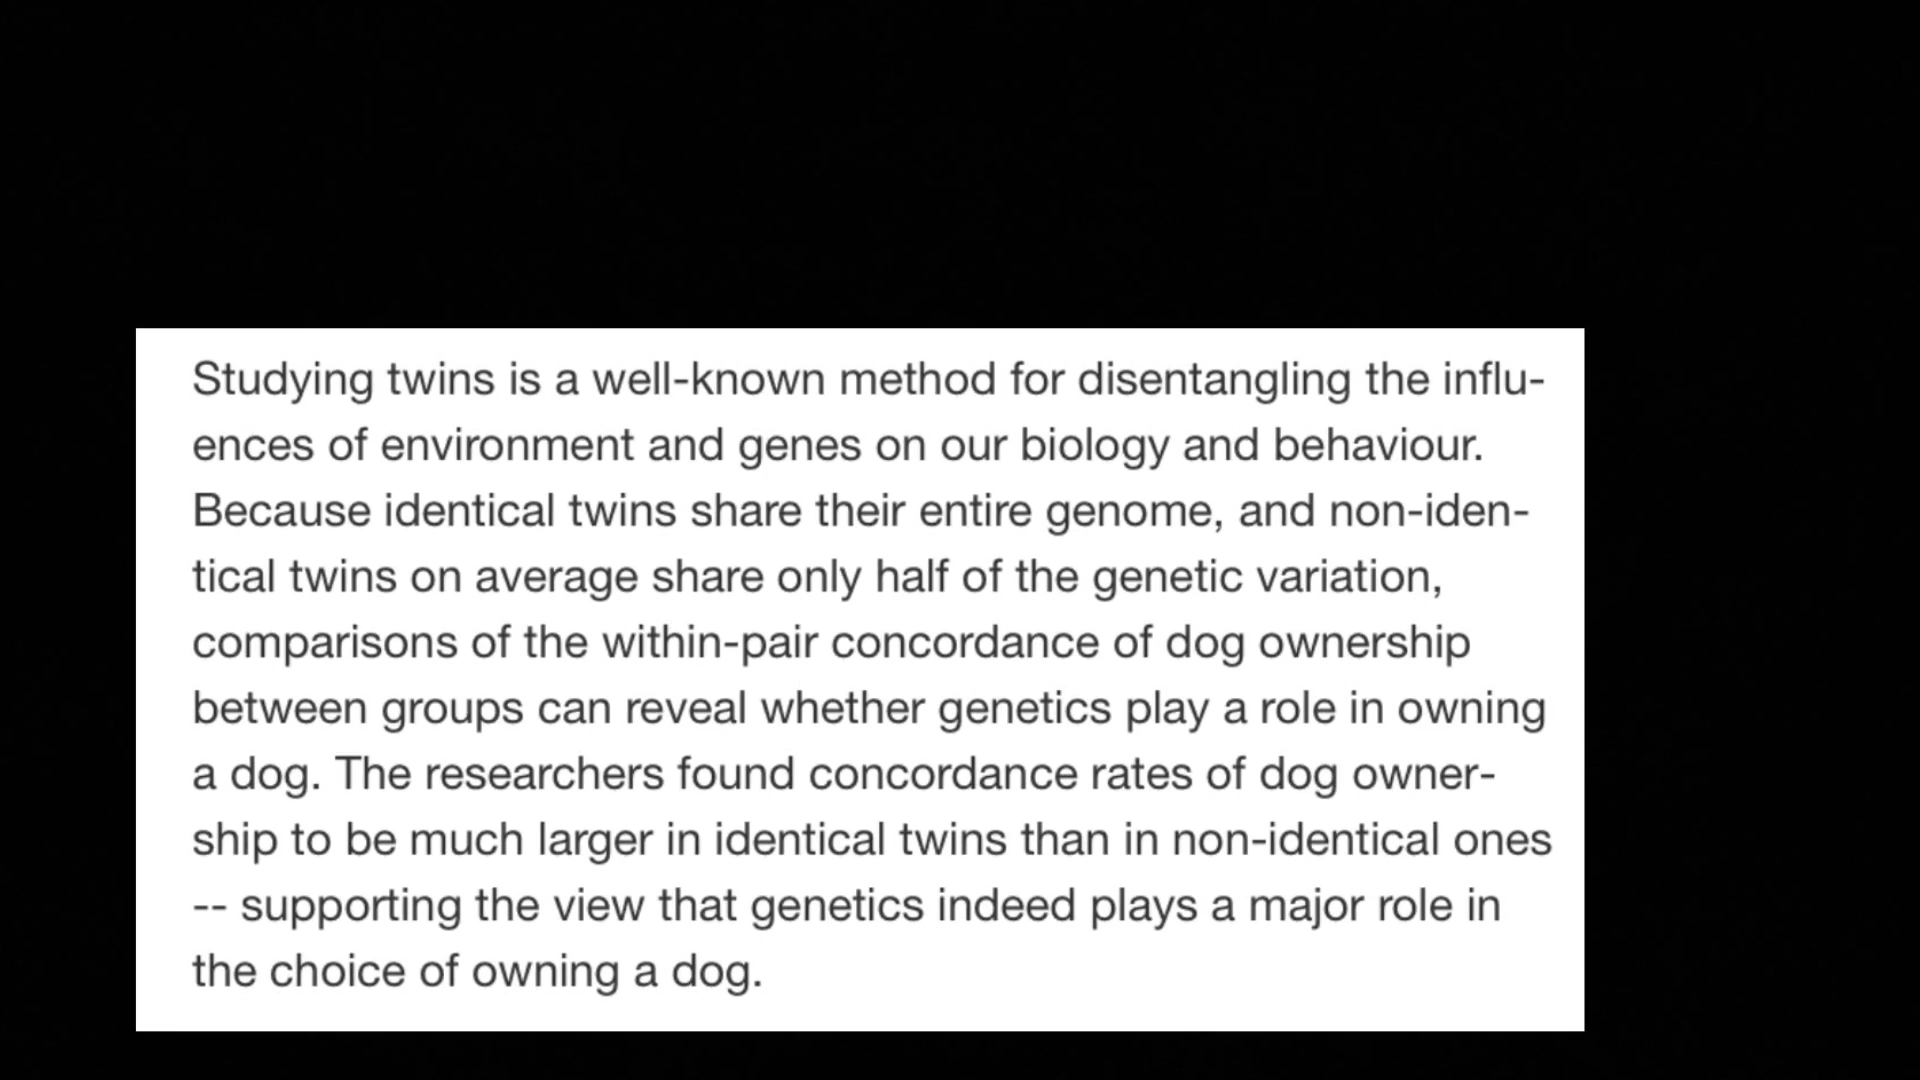 Studying twins is a well-known method for disentangling the influ-
ences of environment and genes on our biology and behaviour.
Because identical twins share their entire genome, and non-iden-
tical twins on average share only half of the genetic variation,
comparisons of the within-pair concordance of dog ownership
between groups can reveal whether genetics play a role in owning
a dog. The researchers found concordance rates of dog owner-
ship to be much larger in identical twins than in non-identical ones
-- supporting the view that genetics indeed plays a major role in
the choice of owning a dog.